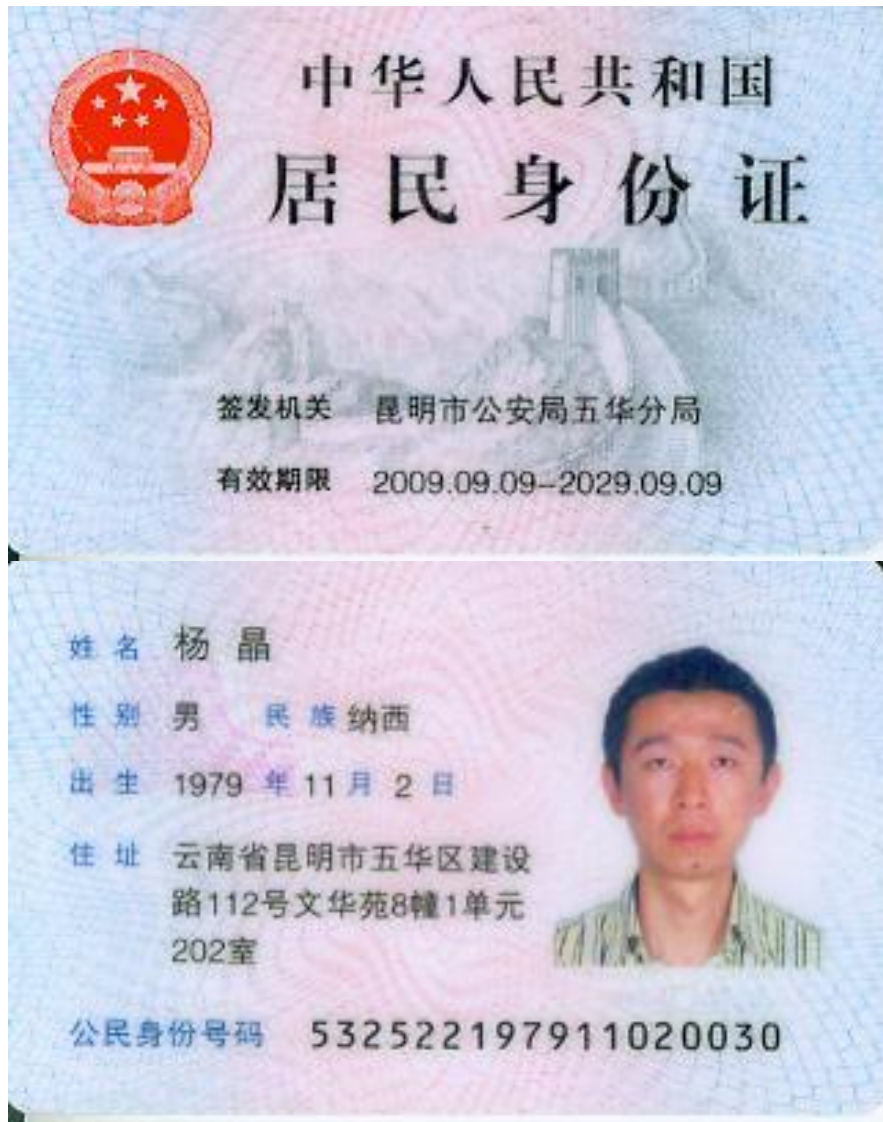 中华人民共和国
居民身份证
签发机关 昆明市公安局五华分局
有效期限 2009.09.09-2029.09.09
姓名 杨晶
性别 男 民族 纳西
出生 1979 年 11 月 2 日
住址 云南省昆明市五华区建设
路112号文华苑8幢1单元
202室
公民身份号码 532522197911020030